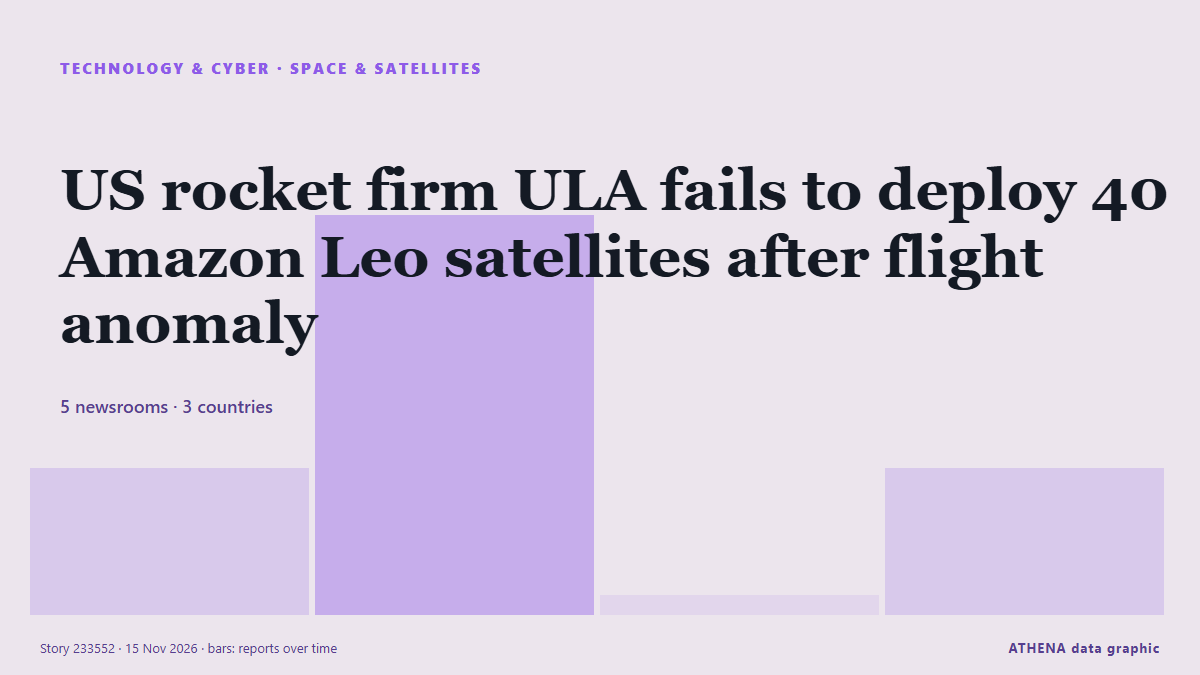 TECHNOLOGY & CYBER · SPACE & SATELLITES
US rocket firm ULA fails to deploy 40
Amazon Leo satellites after flight
anomaly
5 newsrooms · 3 countries
Story 233552 · 15 Nov 2026 · bars: reports over time
ATHENA data graphic